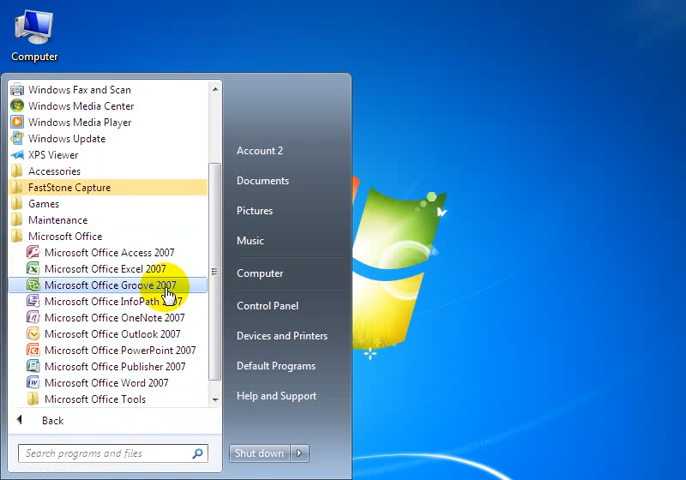 Computer
Windows Fax and Scan
Windows Media Center
Windows Media Player
Windows Update
XPS Viewer
Accessories
FastStone Capture
Games
Maintenance
Microsoft Office
Microsoft Office Access 2007
Microsoft Office Excel 2007
Microsoft Office Groove 2007
Microsoft Office InfoPath 2007
Microsoft Office OneNote 2007
Microsoft Office Outlook 2007
Microsoft Office PowerPoint 2007
Microsoft Office Publisher 2007
Microsoft Office Word 2007
Microsoft Office Tools
Back
Search programs and files
Account 2
Documents
Pictures
Music
Computer
Control Panel
Devices and Printers
Default Programs
Help and Support
Shut down